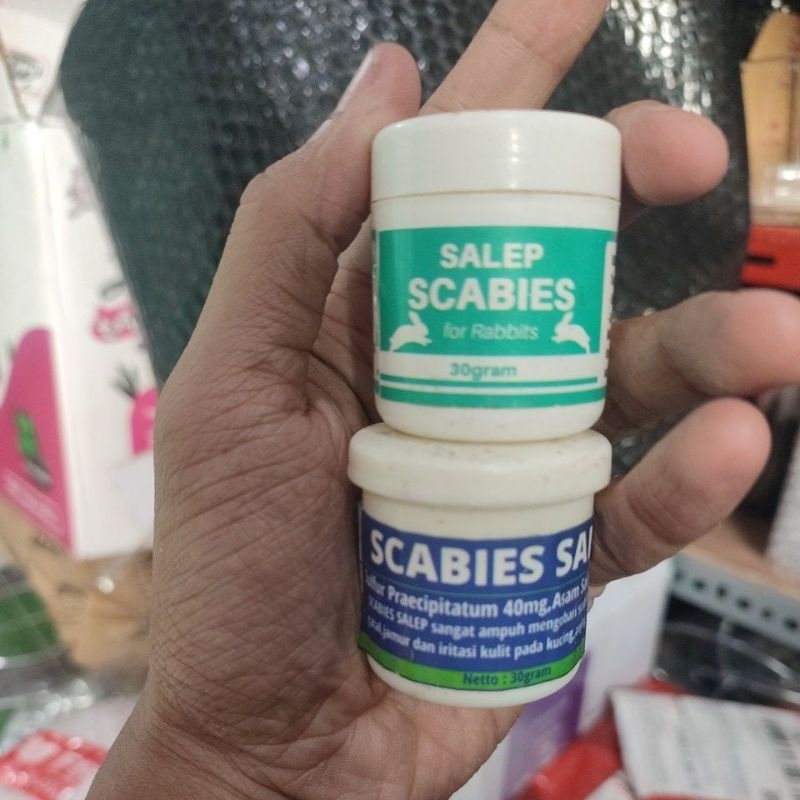 SALEP
SCABIES
for Rabbits
30gram
SCABIES SAL
Sulfur Praecipitatum 40mg, Asam Sa
SCABIES SALEP sangat ampuh mengobati
gatal, jamur dan iritasi kulit pada kucing
Netto : 30gram